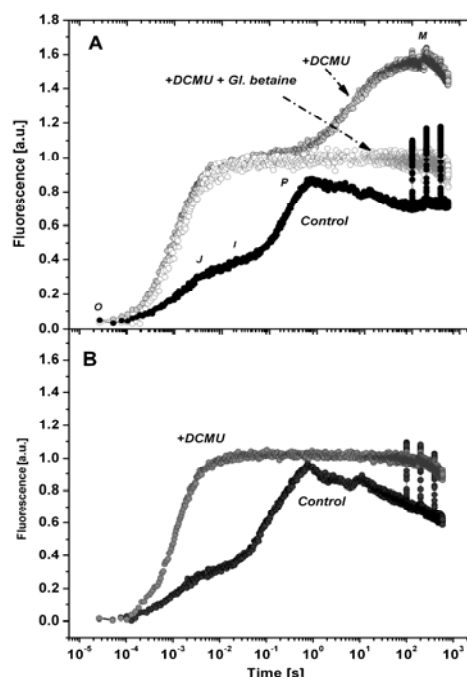 A
M
+DCMU
+DCMU + Gl. betaine
P
Control
J
I
O
Fluorescence [a.u.]
1.8
1.6
1.4
1.2
1.0
0.8
0.6
0.4
0.2
0.0
B
+DCMU
Control
Fluorescence [a.u.]
1.6
1.4
1.2
1.0
0.8
0.6
0.4
0.2
0.0
10⁻⁵ 10⁻⁴ 10⁻³ 10⁻² 10⁻¹ 10⁰ 10¹ 10² 10³
Time [s]